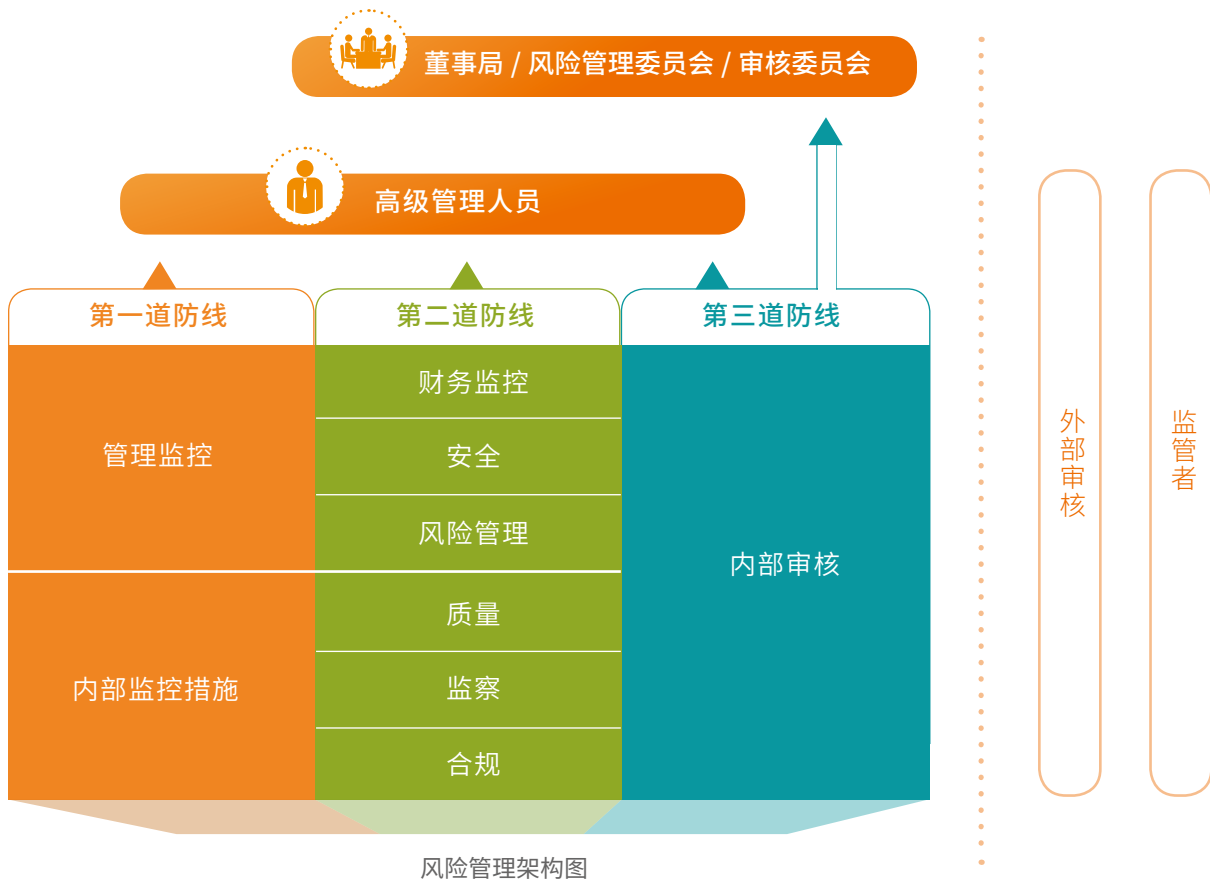 董事局 / 风险管理委员会 / 审核委员会
高级管理人员
第一道防线
第二道防线
第三道防线
管理监控
内部监控措施
财务监控
安全
风险管理
质量
监察
合规
内部审核
外部审核
监管者
风险管理架构图